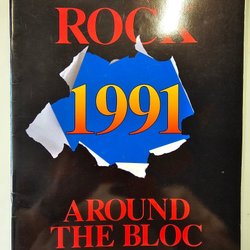 ROCK
1991
AROUND
THE BLOC